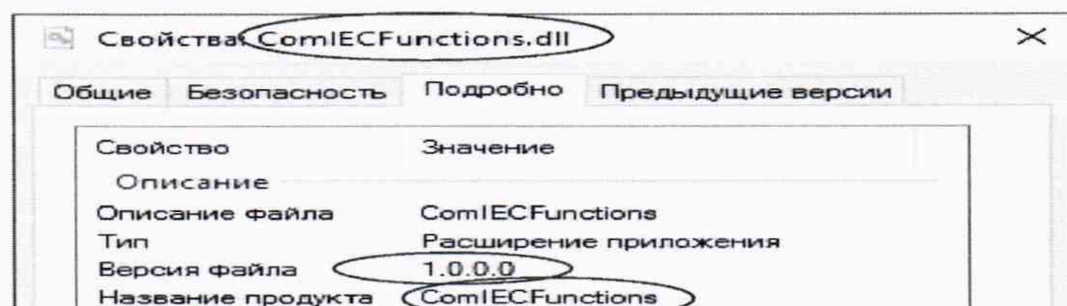 Свойства: ComIECFunctions.dll
Общие Безопасность Подробно Предыдущие версии
Свойство Значение
Описание
Описание файла ComIECFunctions
Тип Расширение приложения
Версия файла 1.0.0.0
Название продукта ComIECFunctions